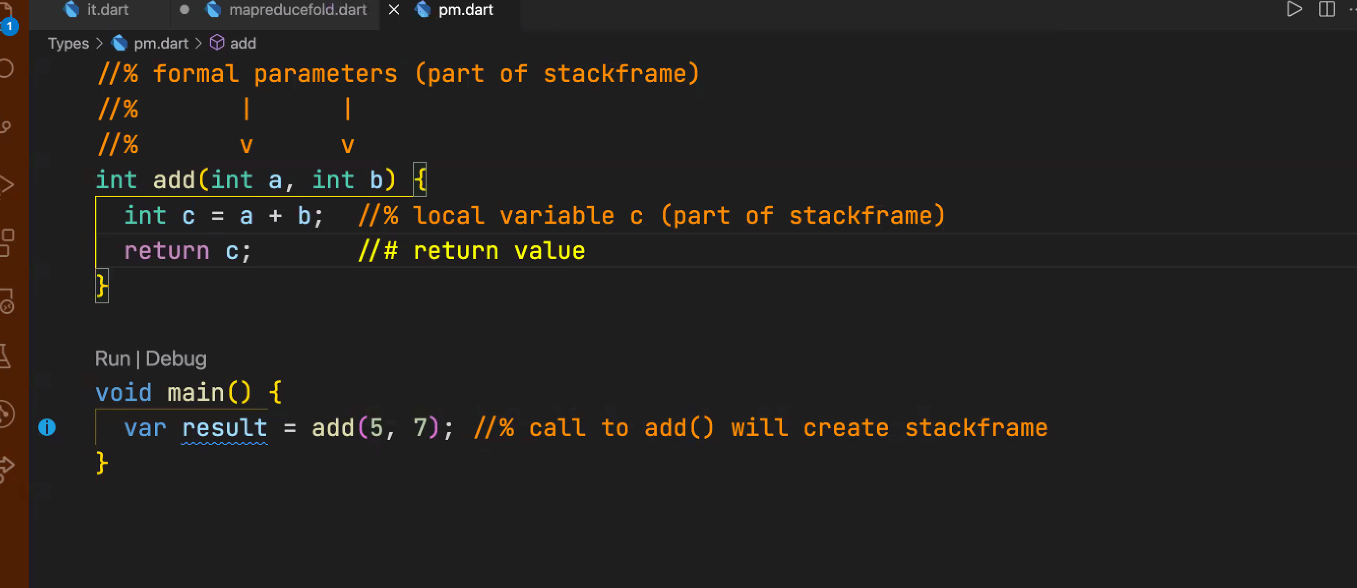 it.dart mapreducefold.dart pm.dart
1
Types > pm.dart > add
//% formal parameters (part of stackframe)
//% | |
//% v v
int add(int a, int b) {
int c = a + b; //% local variable c (part of stackframe)
return c; //# return value
}
Run | Debug
void main() {
var result = add(5, 7); //% call to add() will create stackframe
}